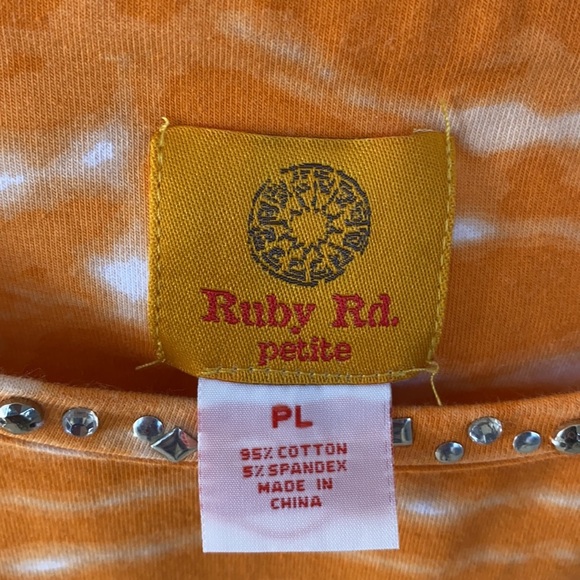 Ruby Rd.
petite
PL
95% COTTON
5% SPANDEX
MADE IN
CHINA